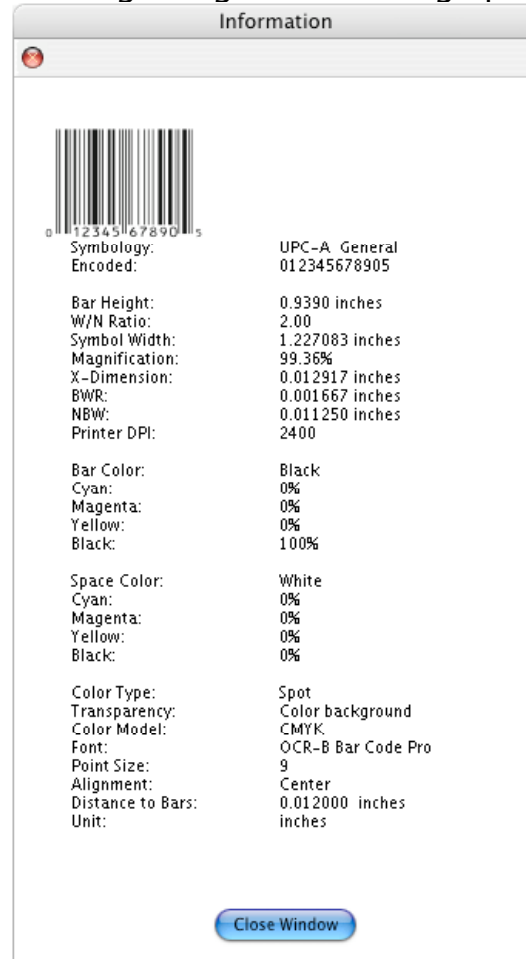 Information
0 12345 67890 5
Symbology: UPC-A General
Encoded: 012345678905
Bar Height: 0.9390 inches
W/N Ratio: 2.00
Symbol Width: 1.227083 inches
Magnification: 99.36%
X-Dimension: 0.012917 inches
BWR: 0.001667 inches
NBW: 0.011250 inches
Printer DPI: 2400
Bar Color: Black
Cyan: 0%
Magenta: 0%
Yellow: 0%
Black: 100%
Space Color: White
Cyan: 0%
Magenta: 0%
Yellow: 0%
Black: 0%
Color Type: Spot
Transparency: Color background
Color Model: CMYK
Font: OCR-B Bar Code Pro
Point Size: 9
Alignment: Center
Distance to Bars: 0.012000 inches
Unit: inches
Close Window